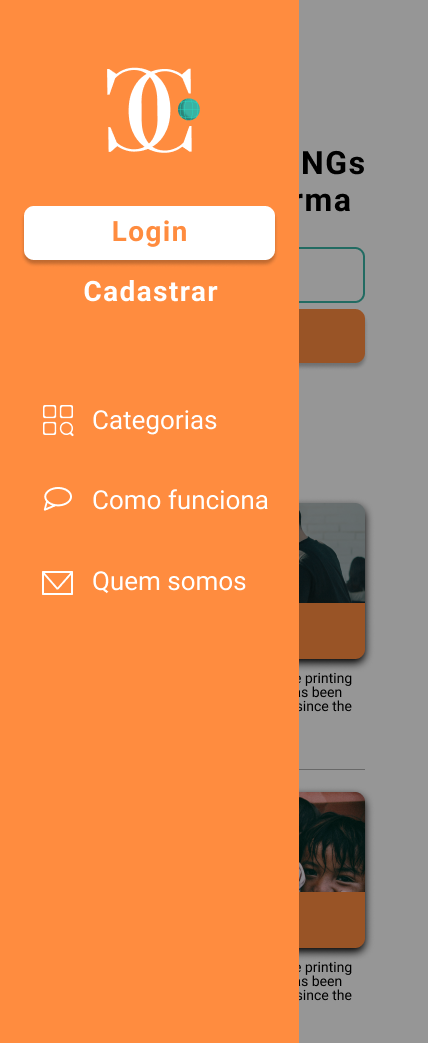 NGs
rma
Login
Cadastrar
Categorias
Como funciona
Quem somos
printing
been
since the
printing
been
since the